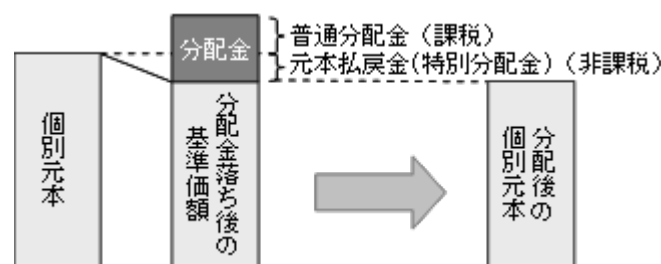 分配金
普通分配金（課税）
元本払戻金(特別分配金)（非課税）
個別元本
分配金落ち後の
基準価額
分配後の
個別元本